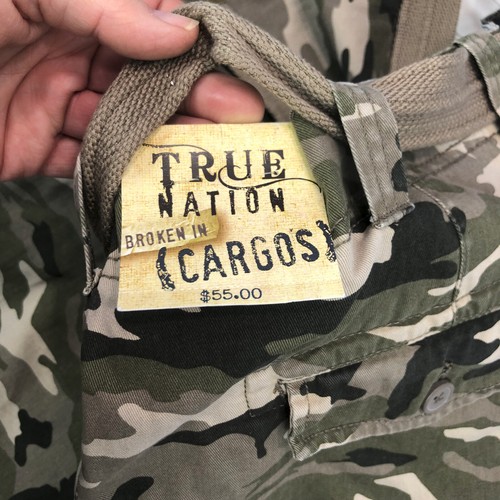 TRUE
NATION
BROKEN IN
(CARGOS)
$55.00